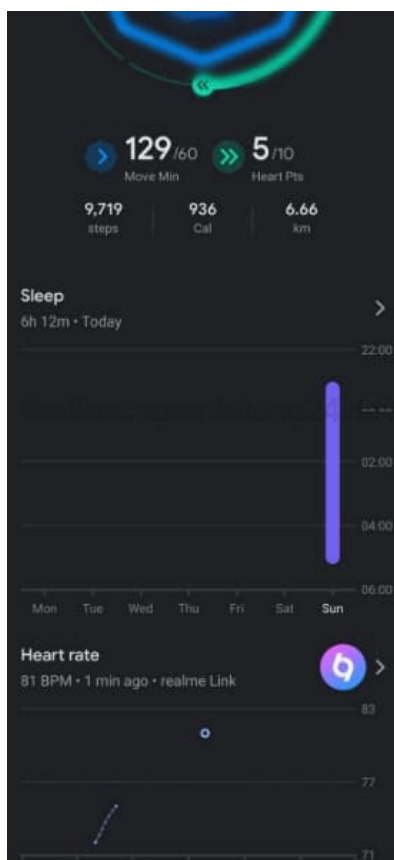 129/60 5/10
Move Min Heart Pts
9,719 936 6.66
steps Cal km
Sleep
6h 12m • Today
22:00
02:00
04:00
06:00
Mon Tue Wed Thu Fri Sat Sun
Heart rate
81 BPM • 1 min ago • realme Link
83
77
71